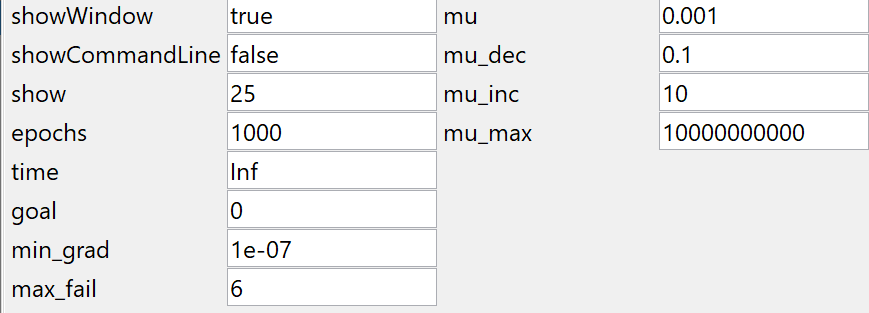 showWindow true mu 0.001
showCommandLine false mu_dec 0.1
show 25 mu_inc 10
epochs 1000 mu_max 10000000000
time Inf
goal 0
min_grad 1e-07
max_fail 6